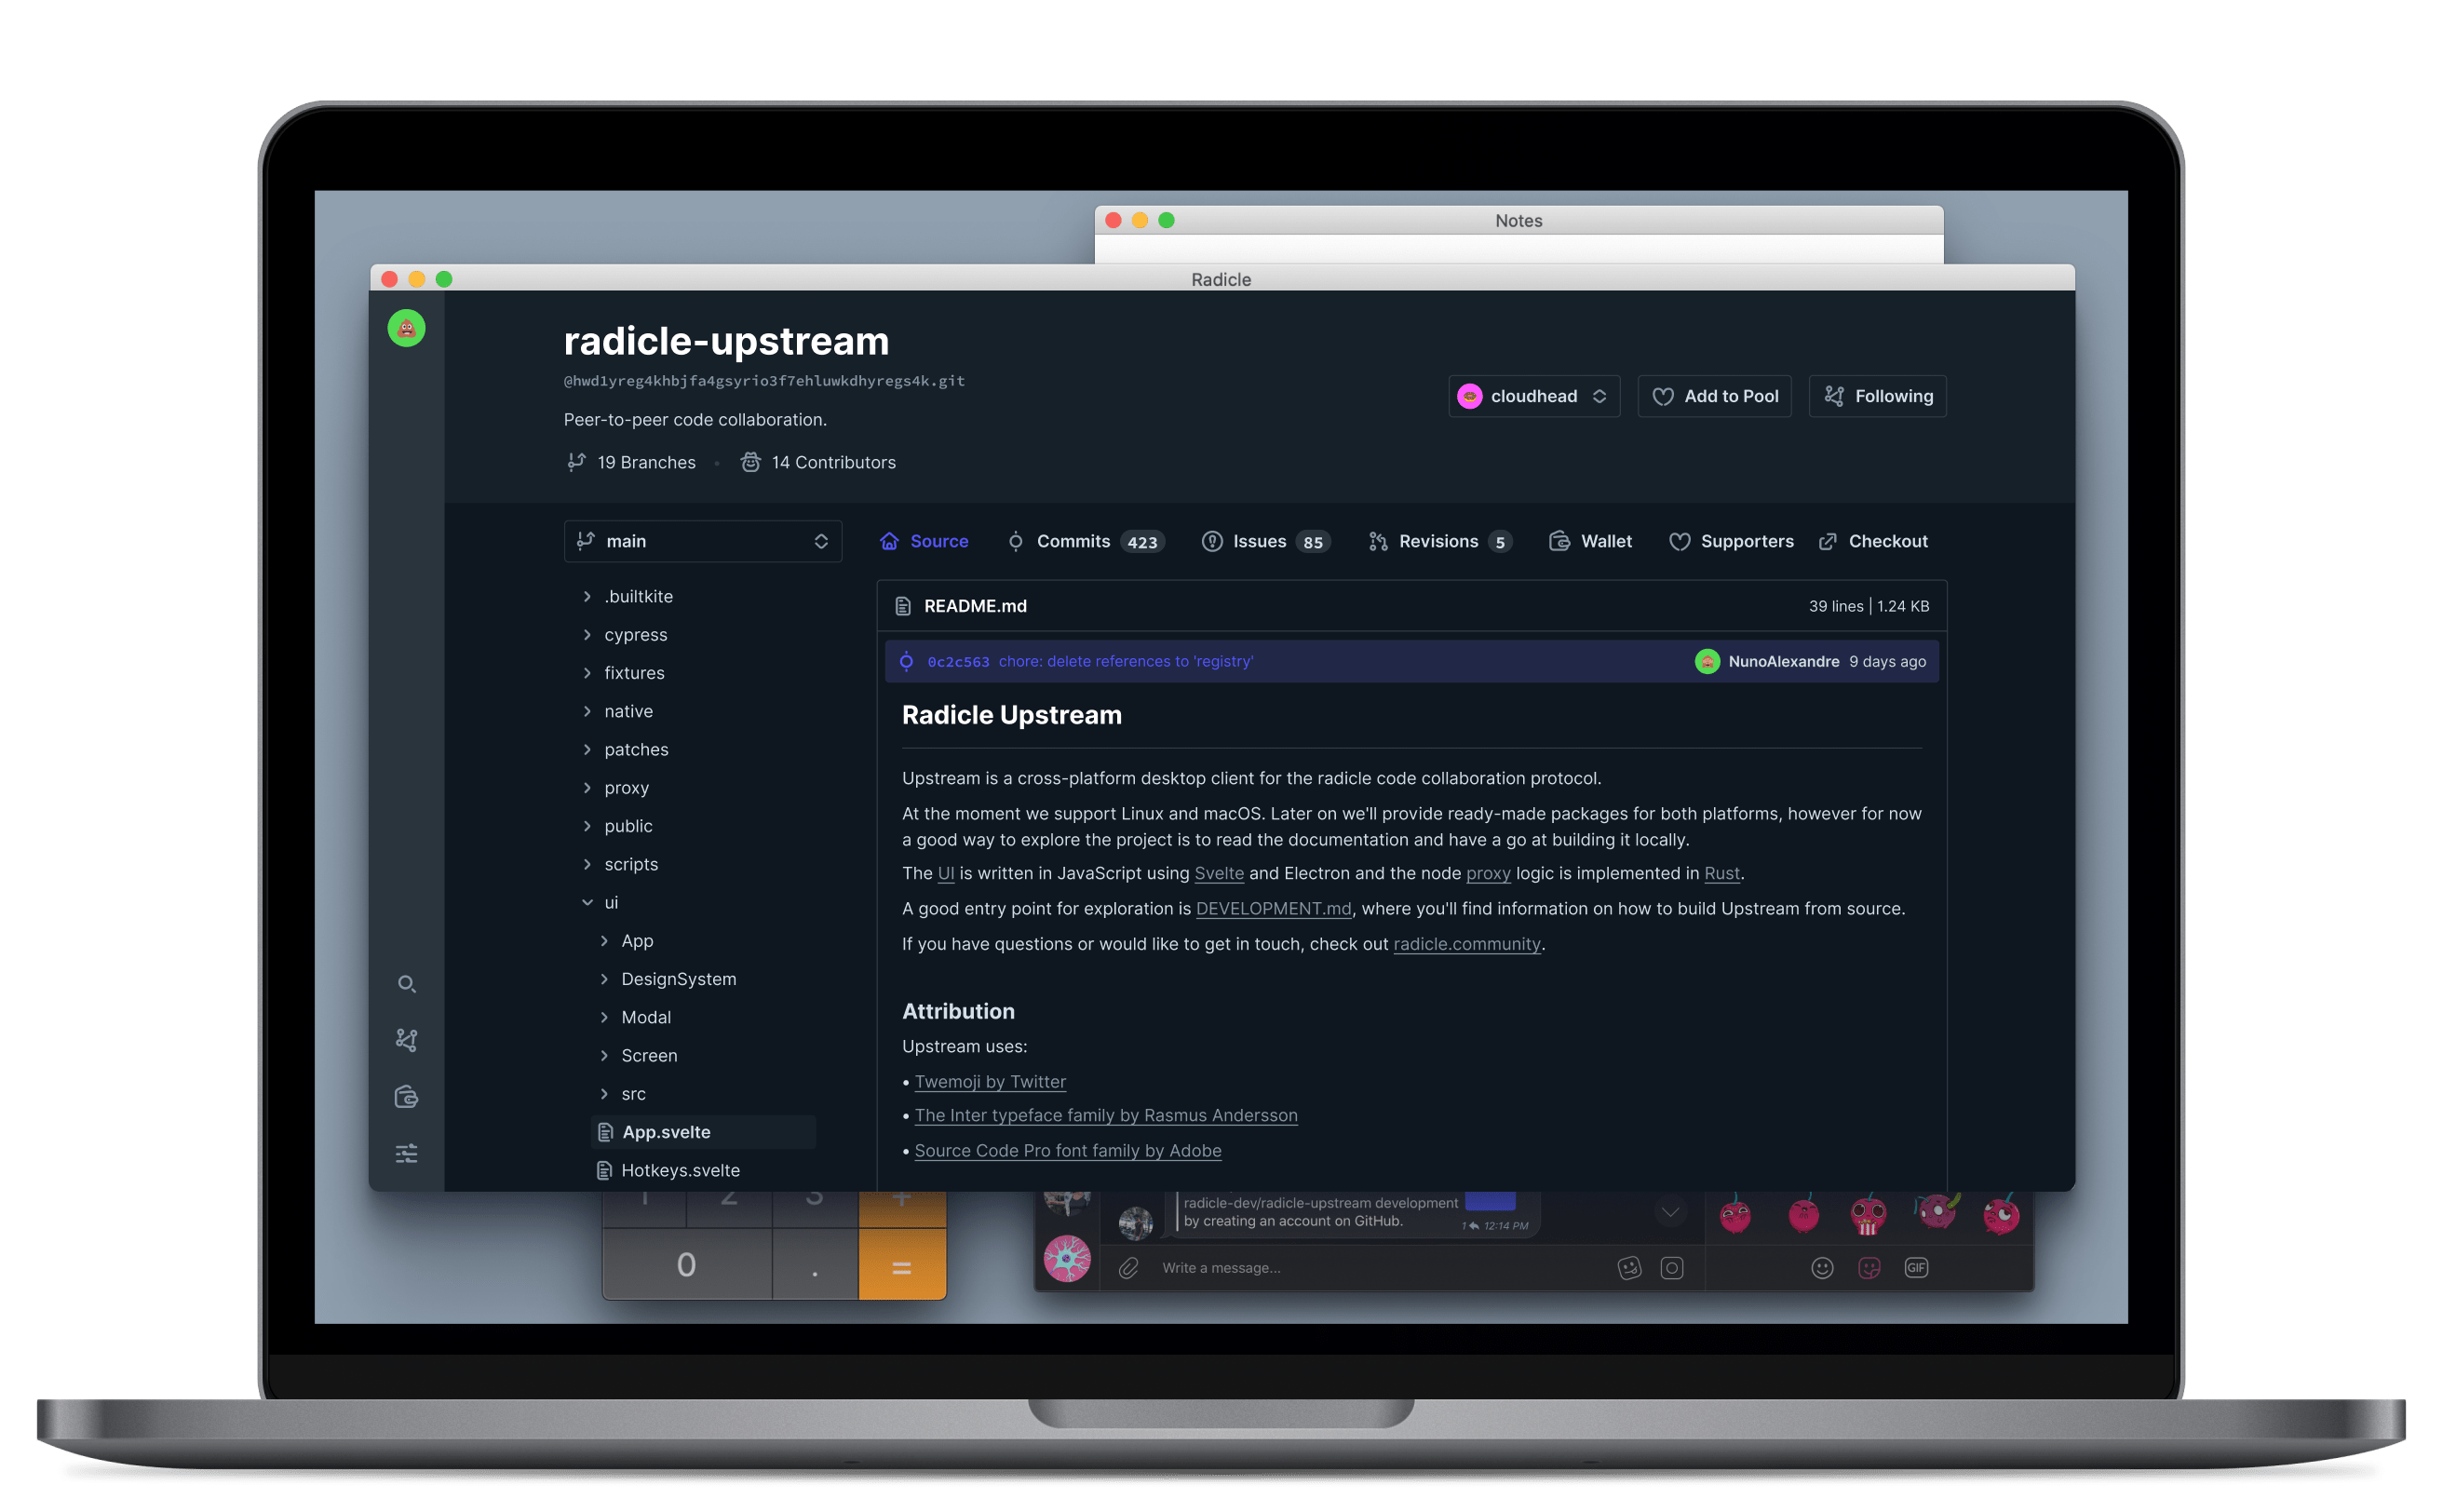 Notes
Radicle
radicle-upstream
@hwd1yreg4khbjfa4gsyrio3f7ehluwkdhyregs4k.git
Peer-to-peer code collaboration.
19 Branches • 14 Contributors
cloudhead
Add to Pool
Following
main
Source
Commits 423
Issues 85
Revisions 5
Wallet
Supporters
Checkout
.builtkite
cypress
fixtures
native
patches
proxy
public
scripts
ui
App
DesignSystem
Modal
Screen
src
App.svelte
Hotkeys.svelte
README.md
39 lines | 1.24 KB
0c2c563 chore: delete references to 'registry'
NunoAlexandre 9 days ago
Radicle Upstream
Upstream is a cross-platform desktop client for the radicle code collaboration protocol.
At the moment we support Linux and macOS. Later on we'll provide ready-made packages for both platforms, however for now
a good way to explore the project is to read the documentation and have a go at building it locally.
The UI is written in JavaScript using Svelte and Electron and the node proxy logic is implemented in Rust.
A good entry point for exploration is DEVELOPMENT.md, where you'll find information on how to build Upstream from source.
If you have questions or would like to get in touch, check out radicle.community.
Attribution
Upstream uses:
• Twemoji by Twitter
• The Inter typeface family by Rasmus Andersson
• Source Code Pro font family by Adobe
1 2 3 +
0 . =
radicle-dev/radicle-upstream development
by creating an account on GitHub.
1 12:14 PM
Write a message...
GIF